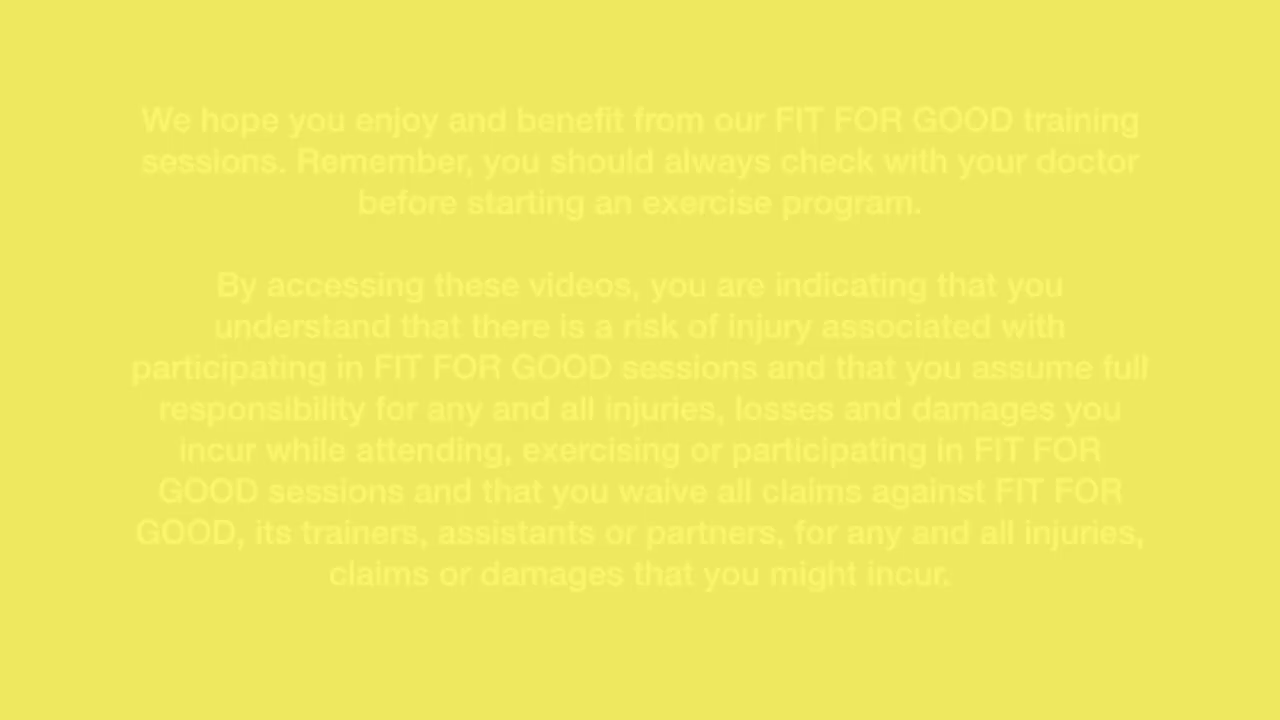 We hope you enjoy and benefit from our FIT FOR GOOD training
sessions. Remember, you should always check with your doctor
before starting an exercise program.
By accessing these videos, you are indicating that you
understand that there is a risk of injury associated with
participating in FIT FOR GOOD sessions and that you assume full
responsibility for any and all injuries, losses and damages you
incur while attending, exercising or participating in FIT FOR
GOOD sessions and that you waive all claims against FIT FOR
GOOD, its trainers, assistants or partners, for any and all injuries,
claims or damages that you might incur.